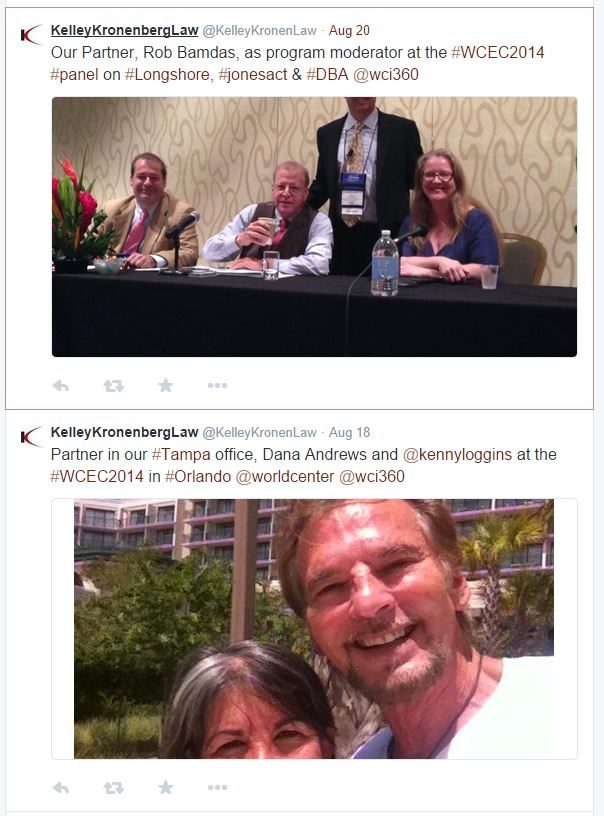 KelleyKronenbergLaw @KelleyKronenLaw · Aug 20
Our Partner, Rob Bamdas, as program moderator at the #WCEC2014
#panel on #Longshore, #jonesact & #DBA @wci360
KelleyKronenbergLaw @KelleyKronenLaw · Aug 18
Partner in our #Tampa office, Dana Andrews and @kennyloggins at the
#WCEC2014 in #Orlando @worldcenter @wci360